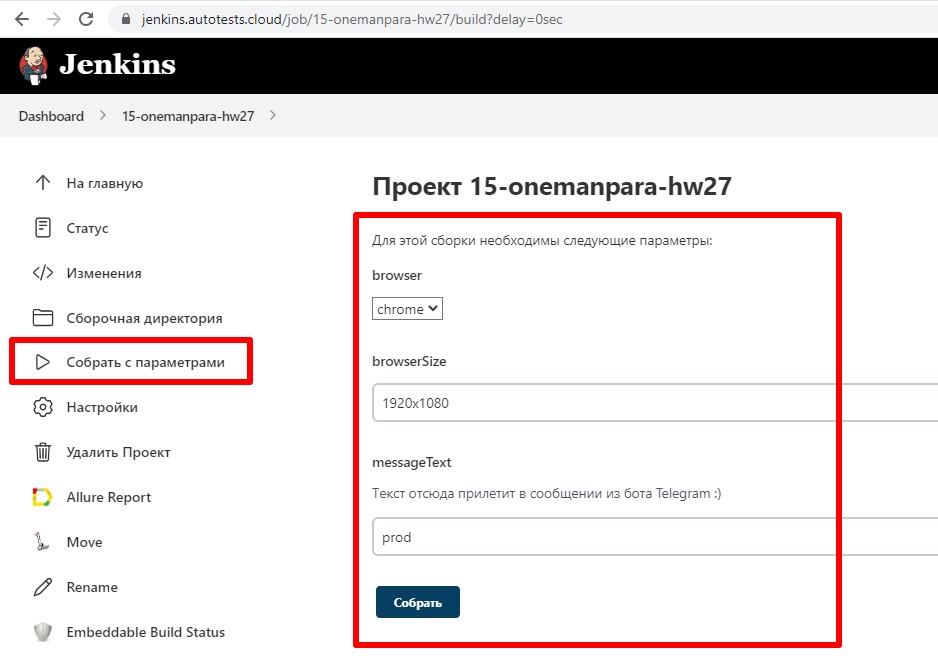 jenkins.autotests.cloud/job/15-onemanpara-hw27/build?delay=0sec
Jenkins
Dashboard 15-onemanpara-hw27
На главную
Статус
Изменения
Сборочная директория
Собрать с параметрами
Настройки
Удалить Проект
Allure Report
Move
Rename
Embeddable Build Status
Проект 15-onemanpara-hw27
Для этой сборки необходимы следующие параметры:
browser
chrome
browserSize
1920x1080
messageText
Текст отсюда прилетит в сообщении из бота Telegram :)
prod
Собрать